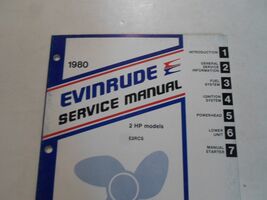 1980
EVINRUDE
SERVICE MANUAL
2 HP models
E2RCS
INTRODUCTION 1
GENERAL
SERVICE
INFORMATION 2
FUEL
SYSTEM 3
IGNITION
SYSTEM 4
POWERHEAD 5
LOWER
UNIT 6
MANUAL
STARTER 7